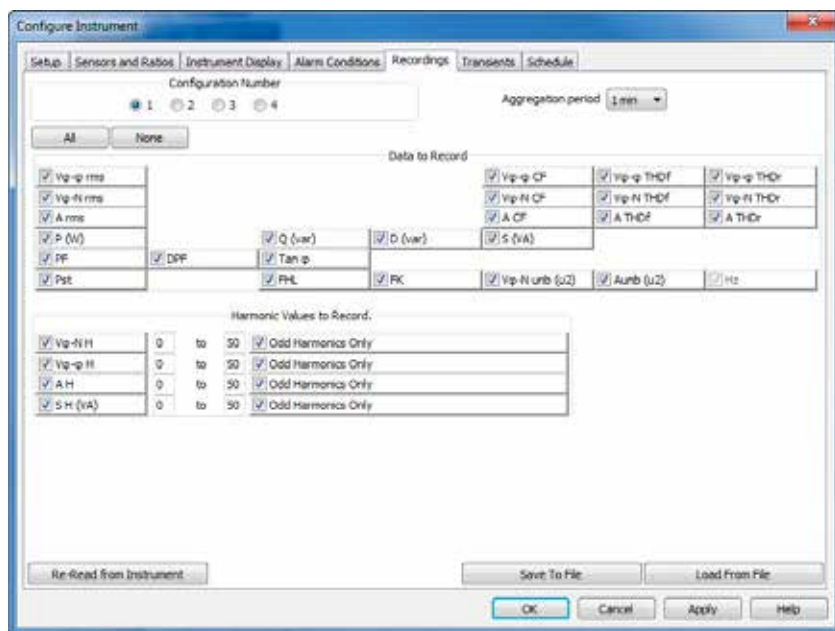 Configure Instrument
Setup Sensors and Ratios Instrument Display Alarm Conditions Recordings Transients Schedule
Configuration Number
1 2 3 4
Aggregation period 1 min
All None
Data to Record
Vφ-φ rms Vφ-φ CF Vφ-φ THDf Vφ-φ THDr
Vφ-N rms Vφ-N CF Vφ-N THDf Vφ-N THDr
A rms A CF A THDf A THDr
P (W) Q (var) D (var) S (VA)
PF DPF Tan φ
Pst FHL FK Vφ-N unb (u2) Aunb (u2) Hz
Harmonic Values to Record.
Vφ-N H 0 to 50 Odd Harmonics Only
Vφ-φ H 0 to 50 Odd Harmonics Only
A H 0 to 50 Odd Harmonics Only
S H (VA) 0 to 50 Odd Harmonics Only
Re-Read from Instrument Save To File Load From File
OK Cancel Apply Help